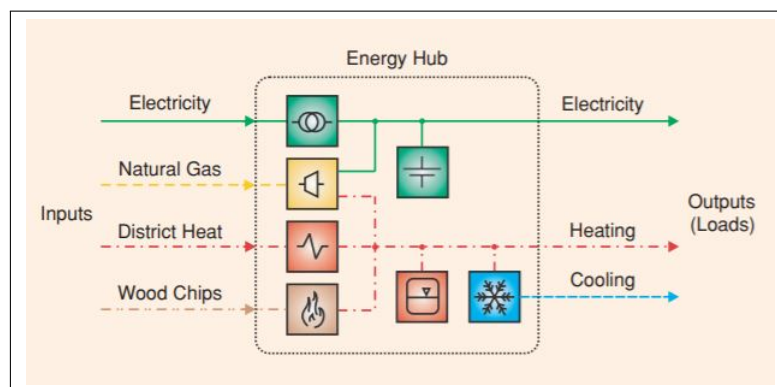 Energy Hub
Electricity
Electricity
Natural Gas
Inputs
District Heat
Wood Chips
Heating
Cooling
Outputs
(Loads)